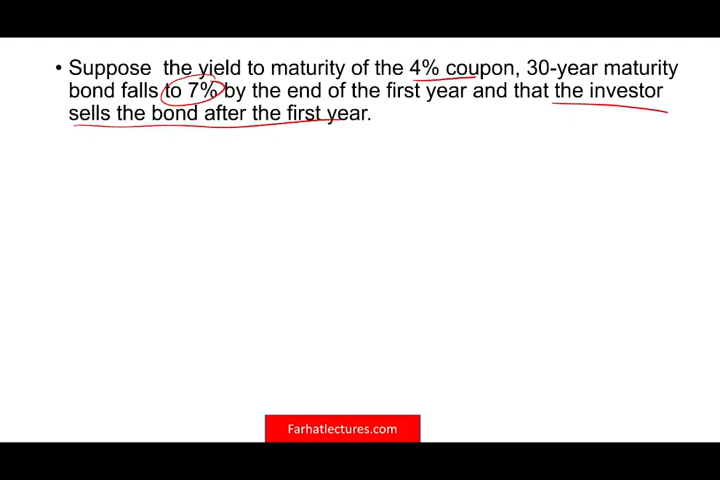 • Suppose the yield to maturity of the 4% coupon, 30-year maturity
bond falls to 7% by the end of the first year and that the investor
sells the bond after the first year.
Farhatlectures.com